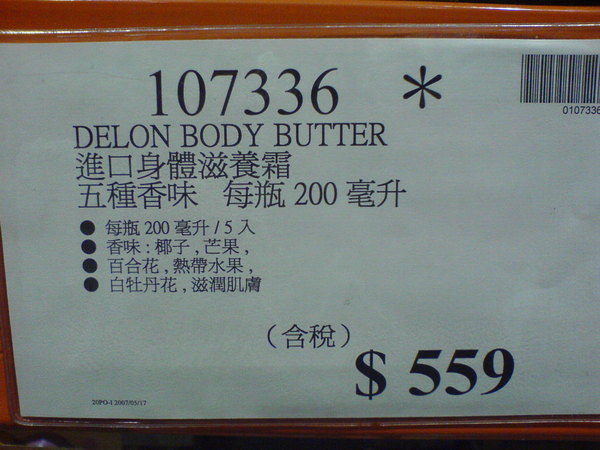 107336 *
0107336
DELON BODY BUTTER
進口身體滋養霜
五種香味 每瓶 200 毫升
● 每瓶 200 毫升 / 5 入
● 香味 : 椰子 , 芒果 ,
● 百合花 , 熱帶水果 ,
● 白牡丹花 , 滋潤肌膚
（含稅）
$ 559
20PO-1 2007/05/17